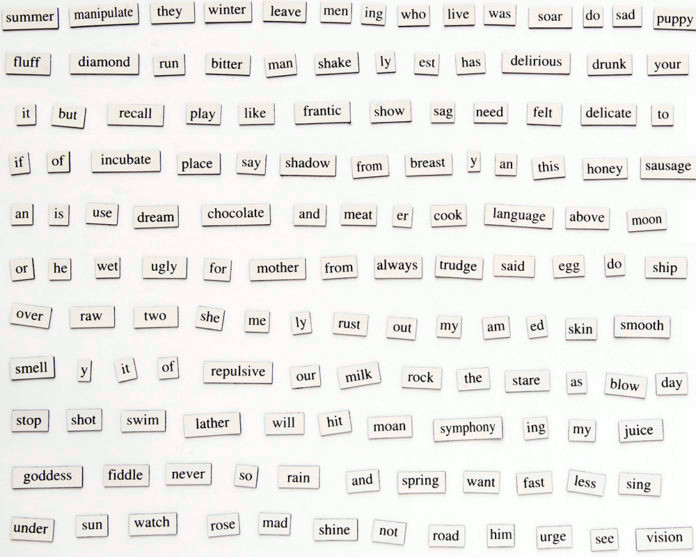 summer manipulate they winter leave men ing who live was soar do sad puppy
fluff diamond run bitter man shake ly est has delirious drunk your
it but recall play like frantic show sag need felt delicate to
if of incubate place say shadow from breast y an this honey sausage
an is use dream chocolate and meat er cook language above moon
or he wet ugly for mother from always trudge said egg do ship
over raw two she me ly rust out my am ed skin smooth
smell y it of repulsive our milk rock the stare as blow day
stop shot swim lather will hit moan symphony ing my juice
goddess fiddle never so rain and spring want fast less sing
under sun watch rose mad shine not road him urge see vision